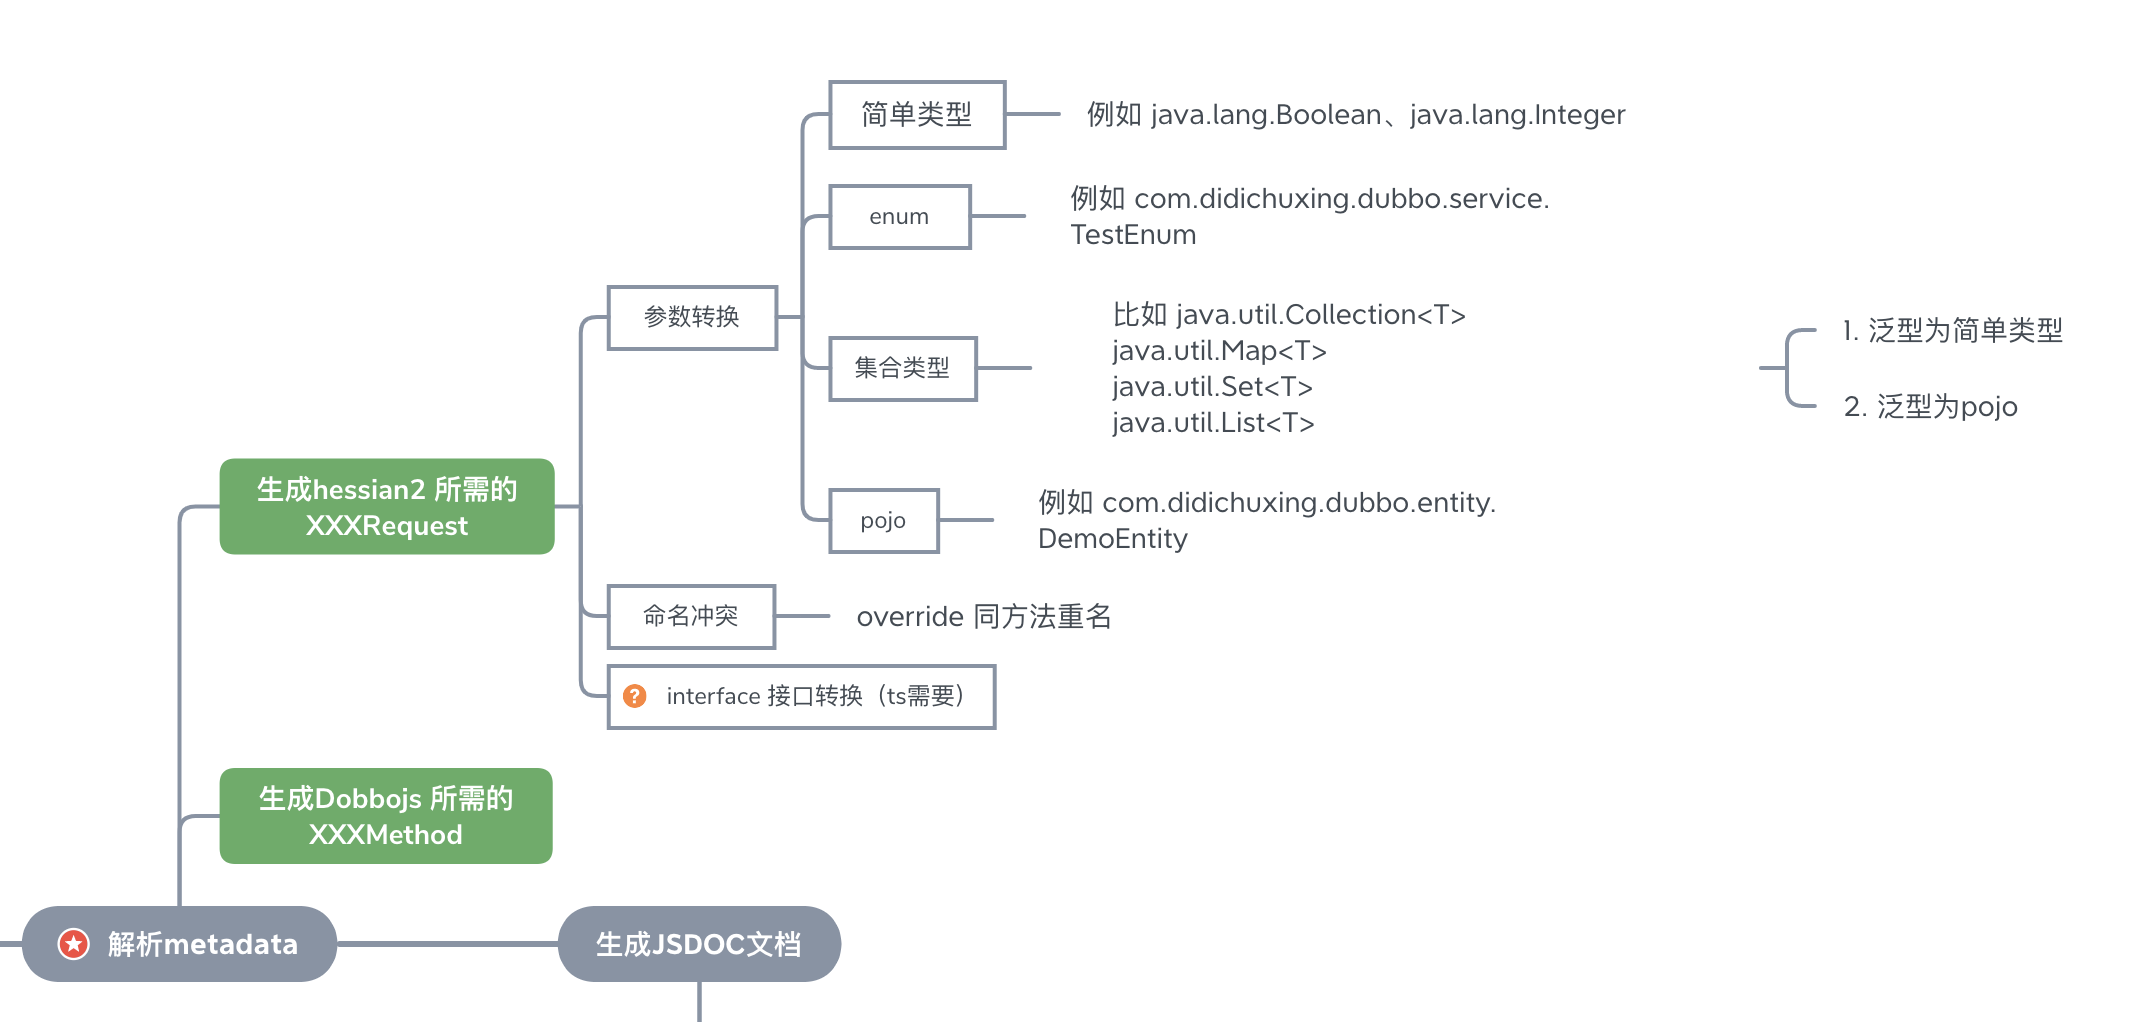 简单类型
例如 java.lang.Boolean、java.lang.Integer
enum
例如 com.didichuxing.dubbo.service.
TestEnum
参数转换
集合类型
比如 java.util.Collection<T>
java.util.Map<T>
java.util.Set<T>
java.util.List<T>
1. 泛型为简单类型
2. 泛型为pojo
生成hessian2 所需的
XXXRequest
pojo
例如 com.didichuxing.dubbo.entity.
DemoEntity
命名冲突
override 同方法重名
interface 接口转换（ts需要）
生成Dobbojs 所需的
XXXMethod
解析metadata
生成JSDOC文档